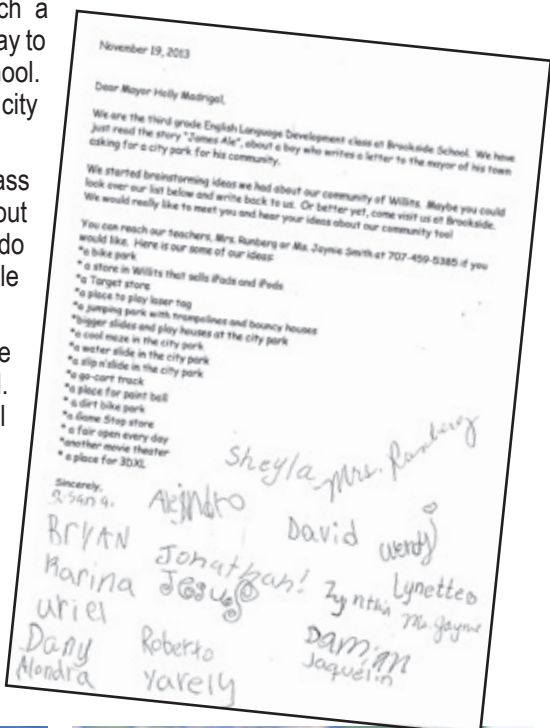 ch a
ay to
hool.
city
ass
out
do
le
e
l.
l
November 19, 2013
Dear Mayor Holly Madrigal,
We are the third grade English Language Development class at Brookside School. We have
just read the story "James Ale", about a boy who writes a letter to the mayor of his town
asking for a city park for his community.
We started brainstorming ideas we had about our community of Willits. Maybe you could
look over our list below and write back to us. Or better yet, come visit us at Brookside.
We would really like to meet you and hear your ideas about our community too!
You can reach our teachers, Mrs. Runberg or Ms. Jaynie Smith at 707-459-5385 if you
would like. Here is our some of our ideas:
*a bike park
* a store in Willits that sells iPads and iPods
*a Target store
*a place to play laser tag
*a jumping park with trampolines and bouncy houses
*bigger slides and play houses at the city park
*a cool maze in the city park
*a water slide in the city park
*a slip n'slide in the city park
*a go-cart track
*a place for paint ball
*a dirt bike park
*a Game Stop store
* a fair open every day
*another movie theater
* a place for 3DXL
Sheyla Mrs. Runberg
Sincerely,
Alejndro
David Wendy
BRYAN
Jonathan!
Lynette
Karina
Jesus
Zynthia Ms. Jaynie
uriel
Damian
Dany
Roberto
Jaquelin
Alondra
Yarely